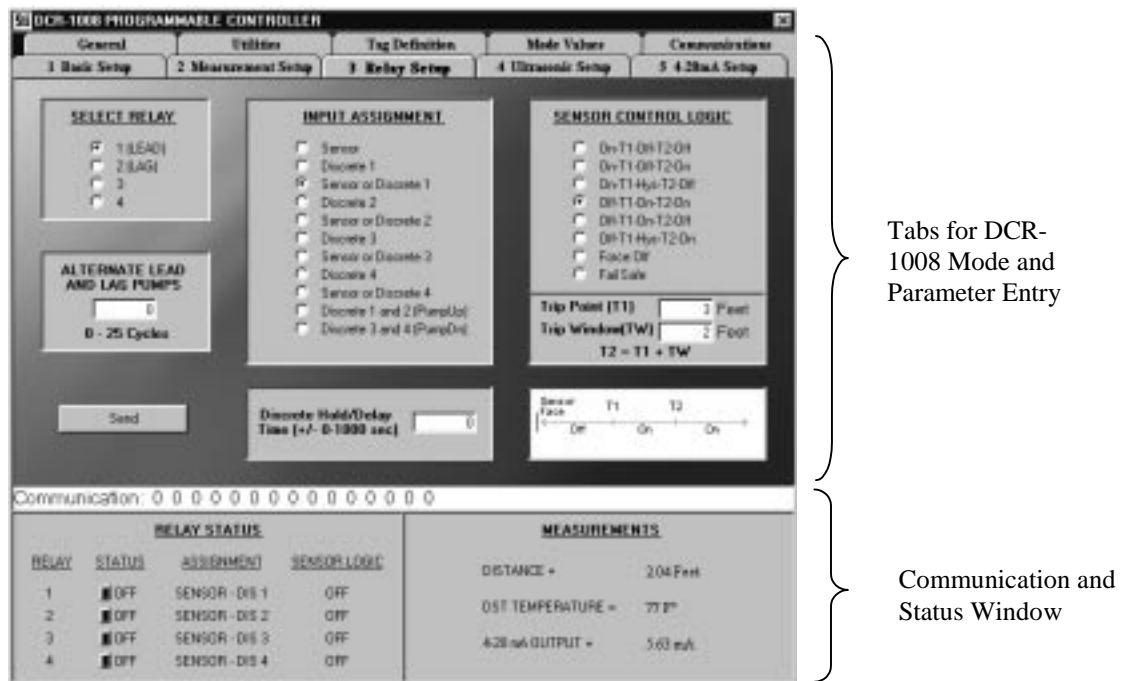 DCR-1008 PROGRAMMABLE CONTROLLER
General Utilities Tag Definition Mode Values Communications
1 Basic Setup 2 Measurement Setup 3 Relay Setup 4 Ultrasonic Setup 5 4-20mA Setup
SELECT RELAY
1 (LEAD)
2 (LAG)
3
4
ALTERNATE LEAD
AND LAG PUMPS
0
0 - 25 Cycles
Send
INPUT ASSIGNMENT
Sensor
Discrete 1
Sensor or Discrete 1
Discrete 2
Sensor or Discrete 2
Discrete 3
Sensor or Discrete 3
Discrete 4
Sensor or Discrete 4
Discrete 1 and 2 (PumpUp)
Discrete 3 and 4 (PumpDn)
Discrete Hold/Delay
Time (+/- 0-1000 sec) 0
SENSOR CONTROL LOGIC
On-T1-Off-T2-Off
On-T1-Off-T2-On
On-T1-Hys-T2-Off
Off-T1-On-T2-On
Off-T1-On-T2-Off
Off-T1-Hys-T2-On
Force Off
Fail Safe
Trip Point (T1) 3 Feet
Trip Window(TW) 2 Feet
T2 = T1 + TW
Sensor
Face T1 T2
Off On On
Tabs for DCR-
1008 Mode and
Parameter Entry
Communication: 0 0 0 0 0 0 0 0 0 0 0 0 0 0 0
RELAY STATUS
RELAY STATUS ASSIGNMENT SENSOR LOGIC
1 OFF SENSOR - DIS 1 OFF
2 OFF SENSOR - DIS 2 OFF
3 OFF SENSOR - DIS 3 OFF
4 OFF SENSOR - DIS 4 OFF
MEASUREMENTS
DISTANCE = 2.04 Feet
DST TEMPERATURE = 77 F°
4-20 mA OUTPUT = 5.63 mA
Communication and
Status Window